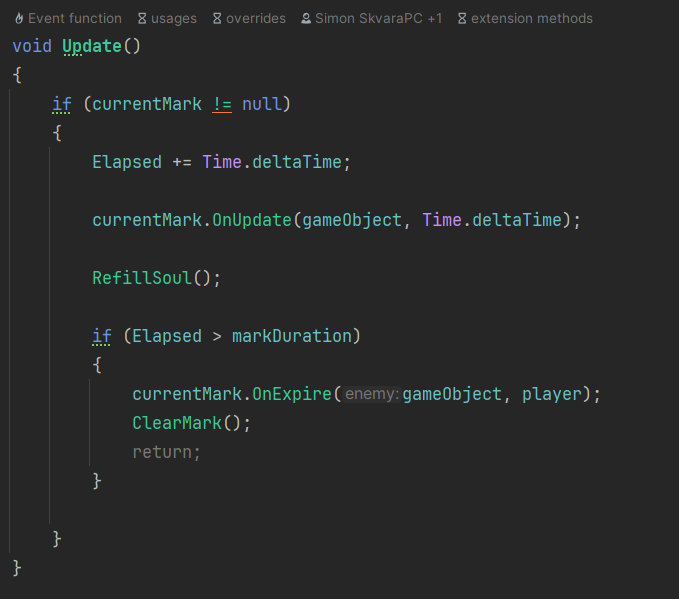 Event function usages overrides Simon SkvaraPC +1 extension methods
void Update()
{
    if (currentMark != null)
    {
        Elapsed += Time.deltaTime;
        currentMark.OnUpdate(gameObject, Time.deltaTime);
        RefillSoul();
        if (Elapsed > markDuration)
        {
            currentMark.OnExpire(enemy:gameObject, player);
            ClearMark();
            return;
        }
    }
}